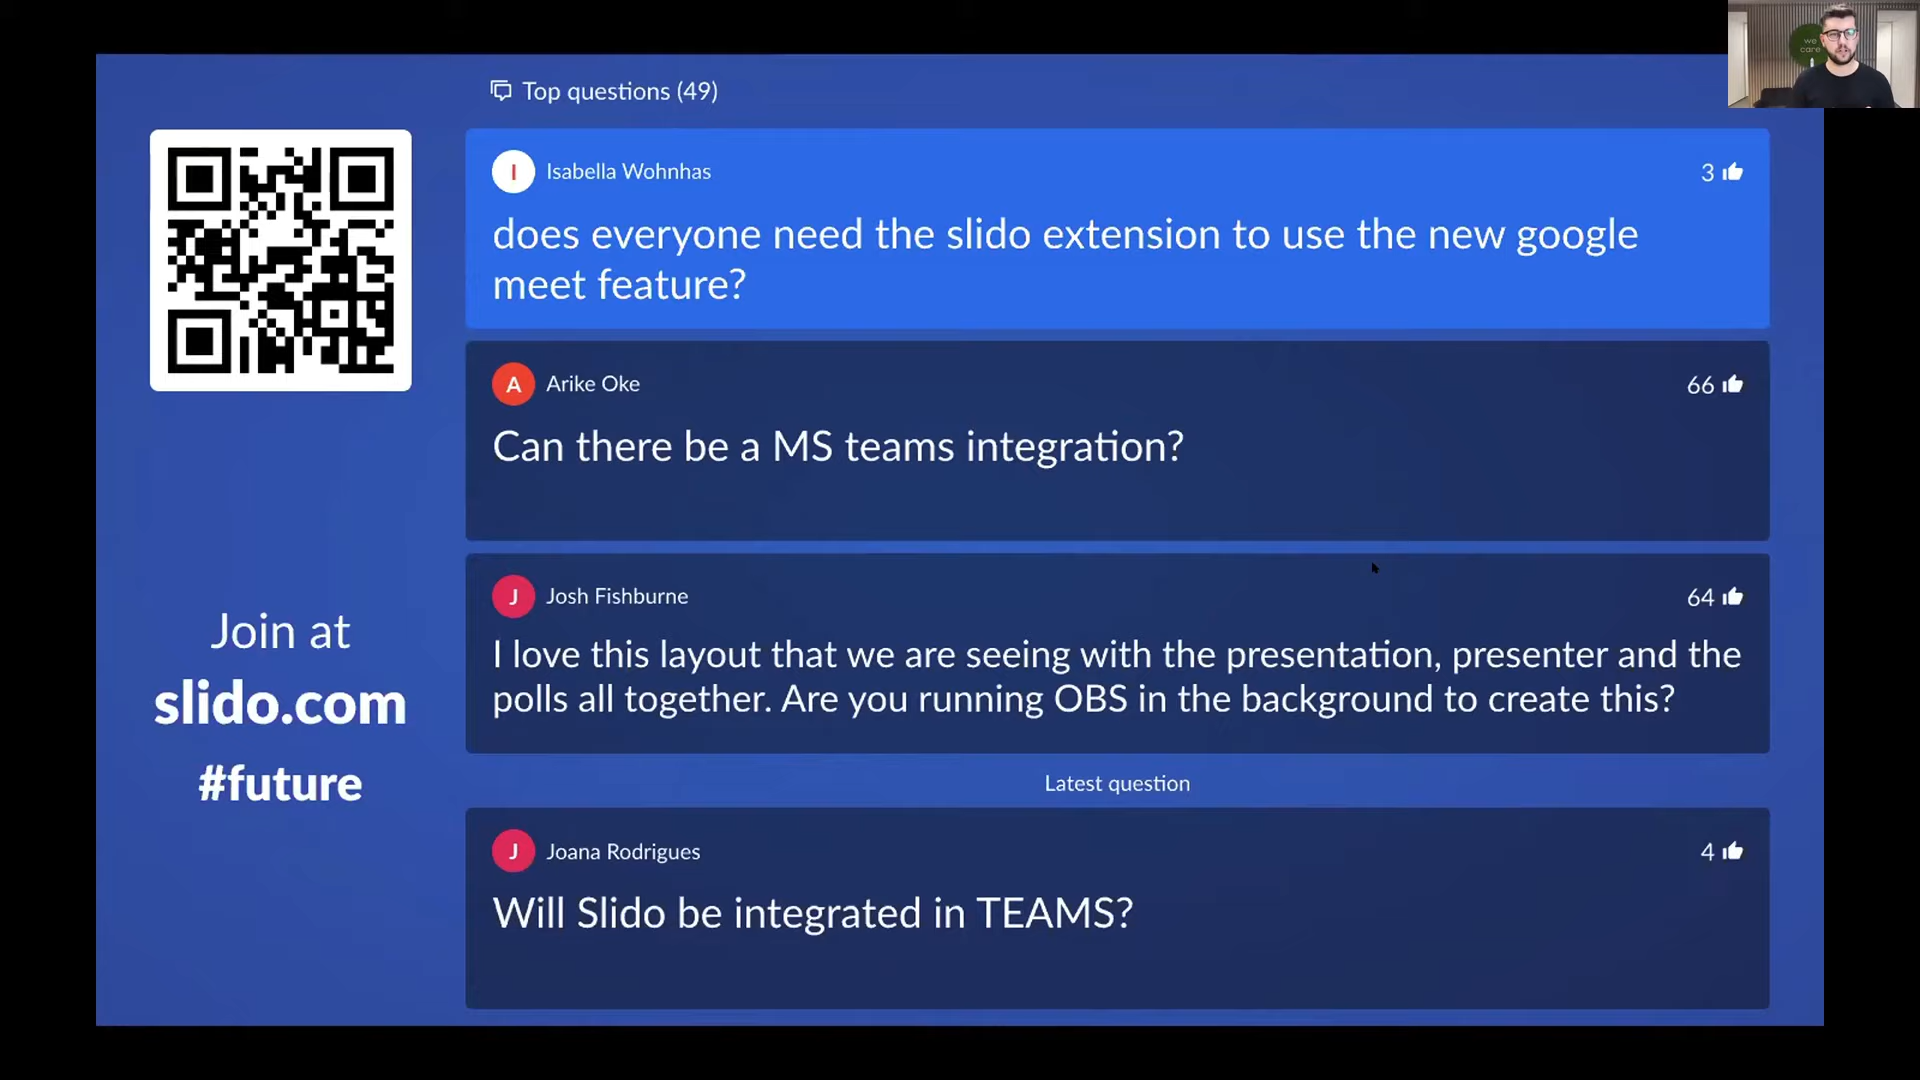 Top questions (49)
I
Isabella Wohnhas
3
does everyone need the slido extension to use the new google
meet feature?
A
Arike Oke
66
Can there be a MS teams integration?
J
Josh Fishburne
64
I love this layout that we are seeing with the presentation, presenter and the
polls all together. Are you running OBS in the background to create this?
Latest question
J
Joana Rodrigues
4
Will Slido be integrated in TEAMS?
Join at
slido.com
#future
we
care